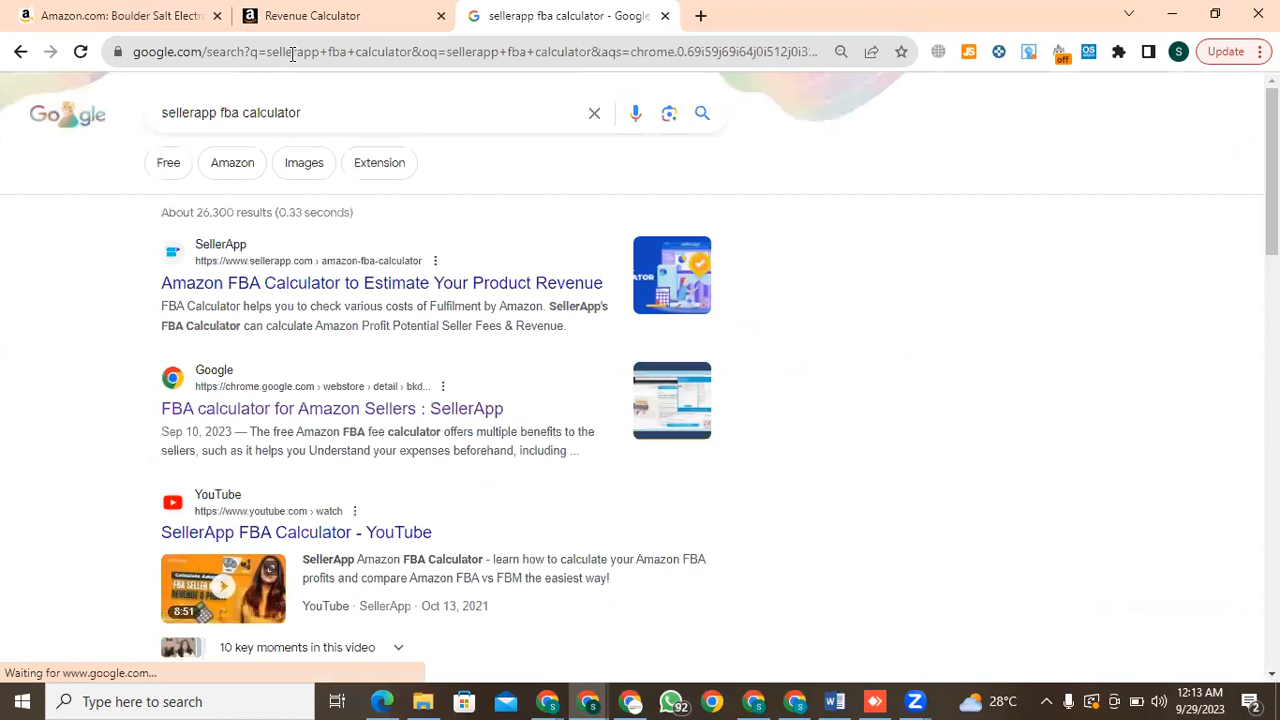 Amazon.com: Boulder Salt Electro
Revenue Calculator
sellerapp fba calculator - Google
google.com/search?q=sellerapp+fba+calculator&oq=sellerapp+fba+calculator&aqs=chrome.0.69i59j69i64j0i512j0i3...
JS
off
OS
S
Update
Google
sellerapp fba calculator
Free
Amazon
Images
Extension
About 26,300 results (0.33 seconds)
SellerApp
https://www.sellerapp.com › amazon-fba-calculator
Amazon FBA Calculator to Estimate Your Product Revenue
FBA Calculator helps you to check various costs of Fulfilment by Amazon. SellerApp's
FBA Calculator can calculate Amazon Profit Potential Seller Fees & Revenue.
Google
https://chrome.google.com › webstore › detail › bkd...
FBA calculator for Amazon Sellers : SellerApp
Sep 10, 2023 — The free Amazon FBA fee calculator offers multiple benefits to the
sellers, such as it helps you Understand your expenses beforehand, including ...
YouTube
https://www.youtube.com › watch
SellerApp FBA Calculator - YouTube
SellerApp Amazon FBA Calculator - learn how to calculate your Amazon FBA
profits and compare Amazon FBA vs FBM the easiest way!
YouTube · SellerApp · Oct 13, 2021
8:51
10 key moments in this video
Waiting for www.google.com...
Type here to search
92
28°C
12:13 AM
9/29/2023
2